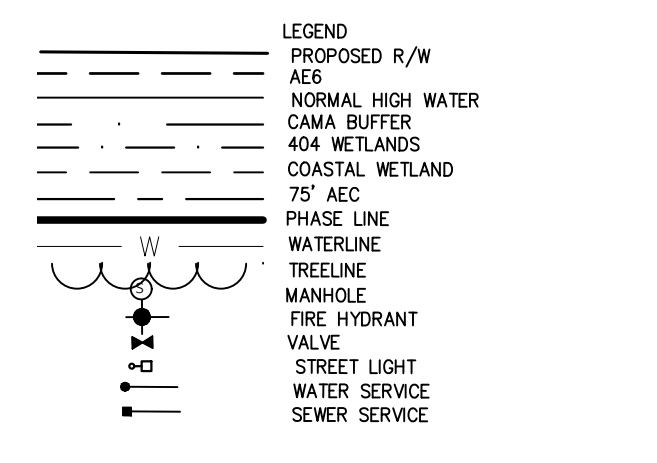 LEGEND
PROPOSED R/W
AE6
NORMAL HIGH WATER
CAMA BUFFER
404 WETLANDS
COASTAL WETLAND
75' AEC
PHASE LINE
W WATERLINE
TREELINE
S MANHOLE
FIRE HYDRANT
VALVE
STREET LIGHT
WATER SERVICE
SEWER SERVICE